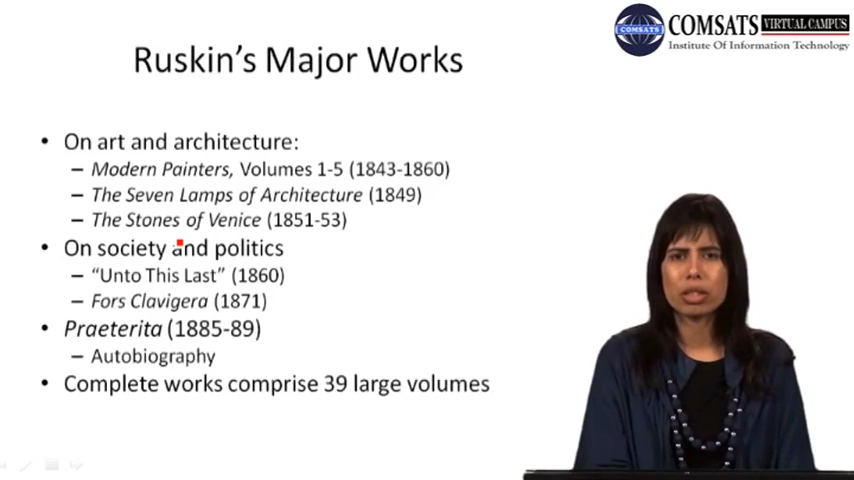 COMSATS VIRTUAL CAMPUS
COMSATS
Institute Of Information Technology
Ruskin's Major Works
• On art and architecture:
– Modern Painters, Volumes 1-5 (1843-1860)
– The Seven Lamps of Architecture (1849)
– The Stones of Venice (1851-53)
• On society and politics
– “Unto This Last” (1860)
– Fors Clavigera (1871)
• Praeterita (1885-89)
– Autobiography
• Complete works comprise 39 large volumes